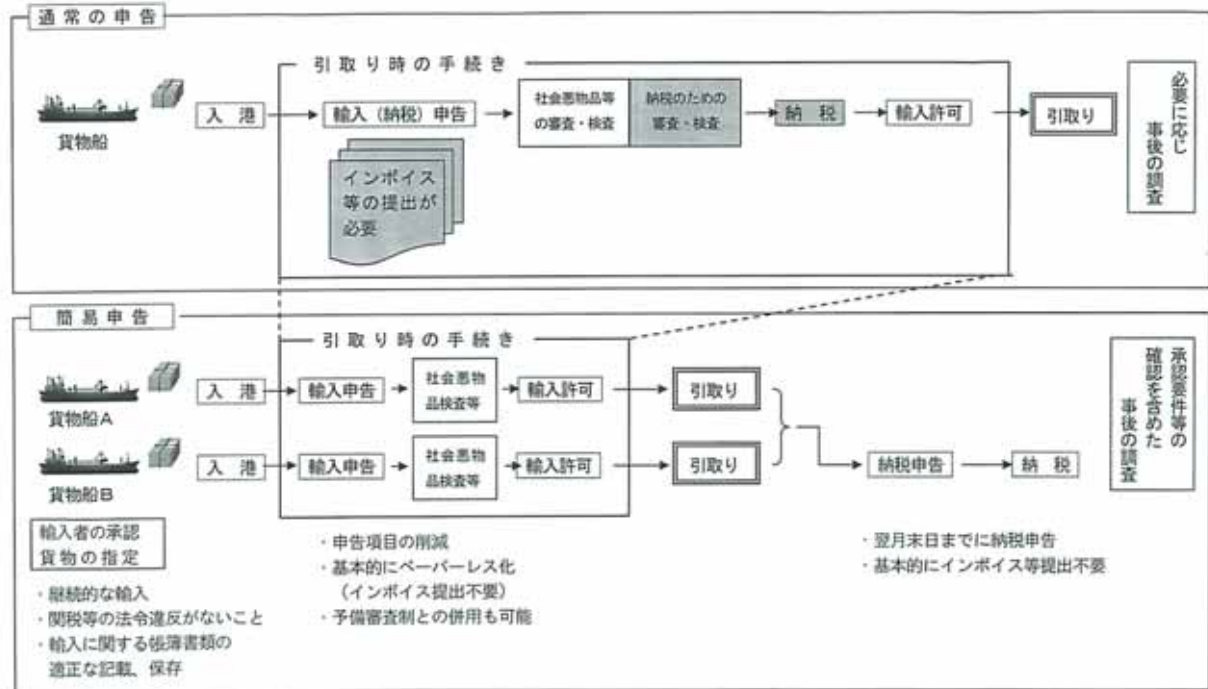 通常の申告
引取り時の手続き
貨物船
入港
輸入(納税)申告
インボイス
等の提出が
必要
社会悪物品等
の審査・検査
納税のための
審査・検査
納税
輸入許可
引取り
必要に応じ
事後の調査
簡易申告
引取り時の手続き
貨物船A
入港
輸入申告
社会悪物
品検査等
輸入許可
引取り
貨物船B
入港
輸入申告
社会悪物
品検査等
輸入許可
引取り
納税申告
納税
承認要件等の
確認を含めた
事後の調査
輸入者の承認
貨物の指定
・継続的な輸入
・関税等の法令違反がないこと
・輸入に関する帳簿書類の
適正な記載、保存
・申告項目の削減
・基本的にペーパーレス化
(インボイス提出不要)
・予備審査制との併用も可能
・翌月末日までに納税申告
・基本的にインボイス等提出不要